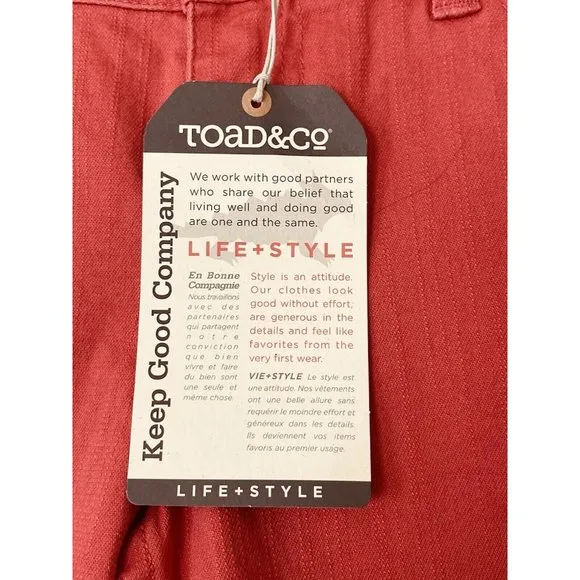 TOAD&CO®
Keep Good Company
We work with good partners
who share our belief that
living well and doing good
are one and the same.
LIFE+STYLE
En Bonne
Compagnie
Nous travaillons
avec des
partenaires
qui partagent
notre
conviction
que bien
vivre et faire
du bien sont
une seule et
même chose.
Style is an attitude.
Our clothes look
good without effort,
are generous in the
details and feel like
favorites from the
very first wear.
VIE+STYLE Le style est
une attitude. Nos vêtements
ont une belle allure sans
requérir le moindre effort et
généreux dans les details.
Ils deviennent vos items
favoris au premier usage.
LIFE+STYLE